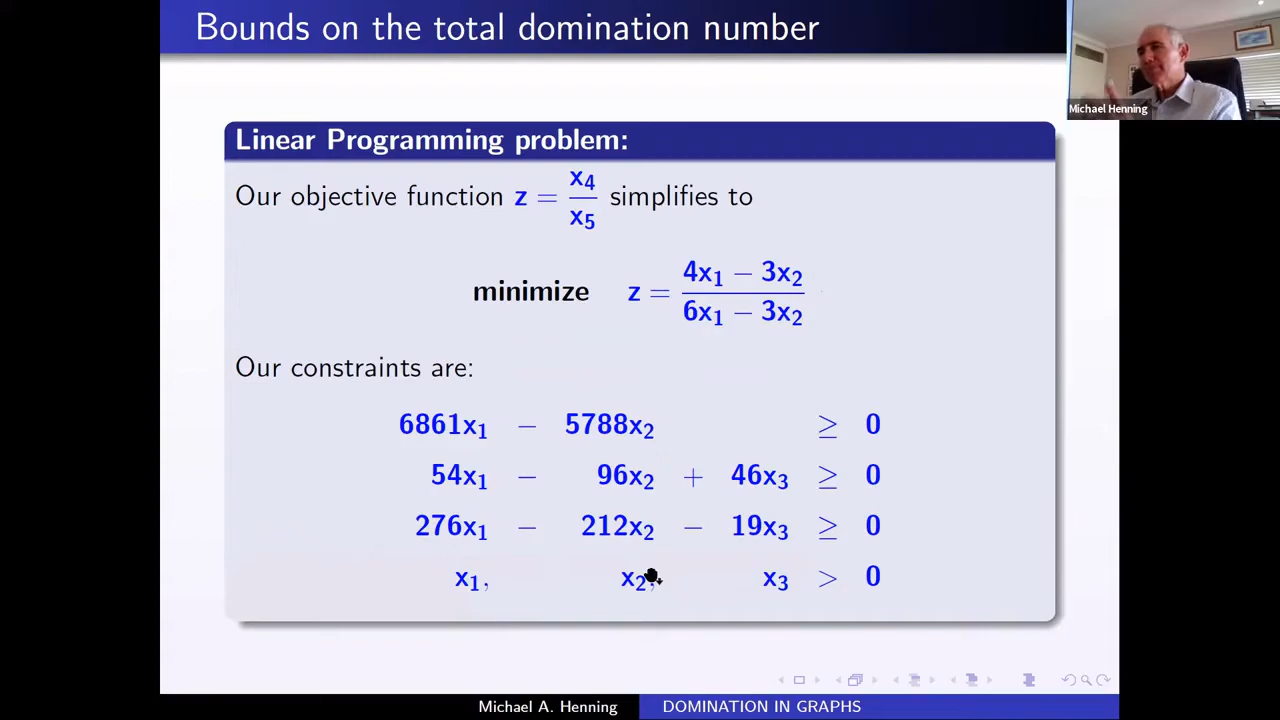 Bounds on the total domination number
Michael Henning
Linear Programming problem:
Our objective function z = x₄/x₅ simplifies to
minimize z = (4x₁ − 3x₂)/(6x₁ − 3x₂)
Our constraints are:
6861x₁ − 5788x₂ ≥ 0
54x₁ − 96x₂ + 46x₃ ≥ 0
276x₁ − 212x₂ − 19x₃ ≥ 0
x₁, x₂, x₃ > 0
Michael A. Henning DOMINATION IN GRAPHS